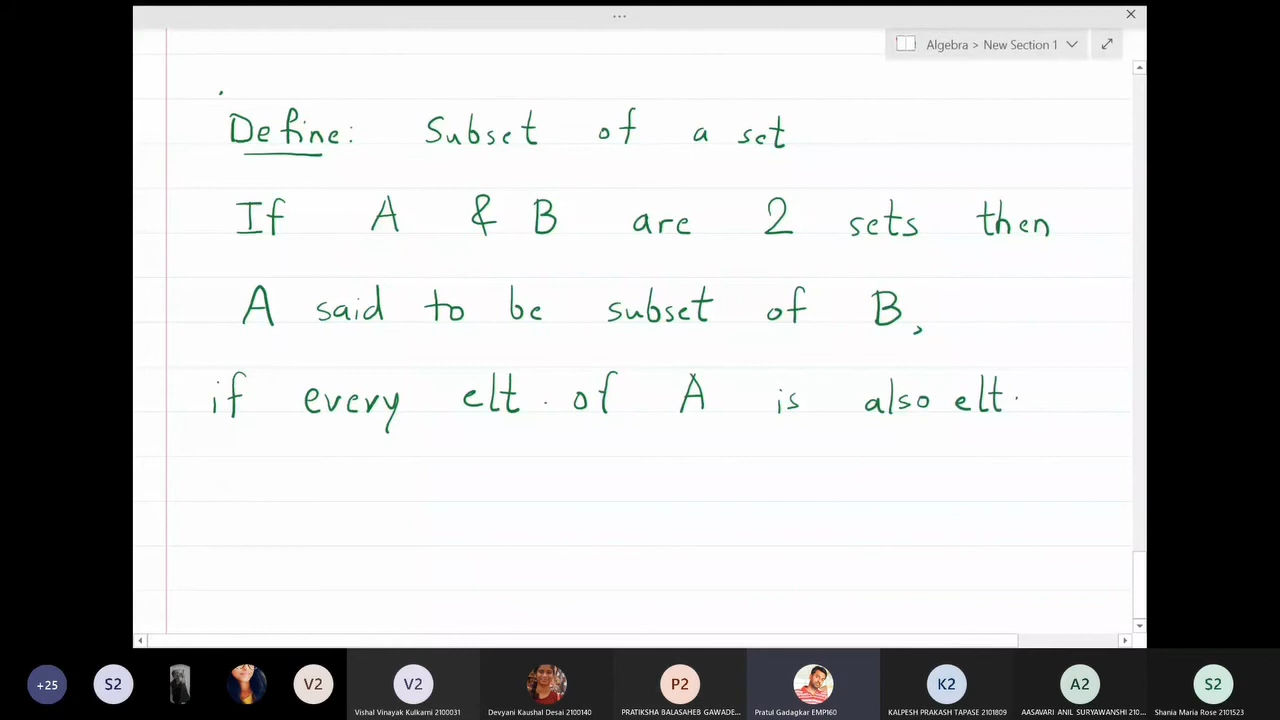 Algebra > New Section 1
Define: Subset of a set
If A & B are 2 sets then
A said to be subset of B,
if every elt. of A is also elt.
+25
S2
V2
V2
P2
K2
A2
S2
Vishal Vinayak Kulkarni 2100031
Devyani Kaushal Desai 2100140
PRATIKSHA BALASAHEB GAWADE...
Pratul Gadagkar EMP160
KALPESH PRAKASH TAPASE 2101809
AASAVARI ANIL SURYAWANSHI 210...
Shania Maria Rose 2101523